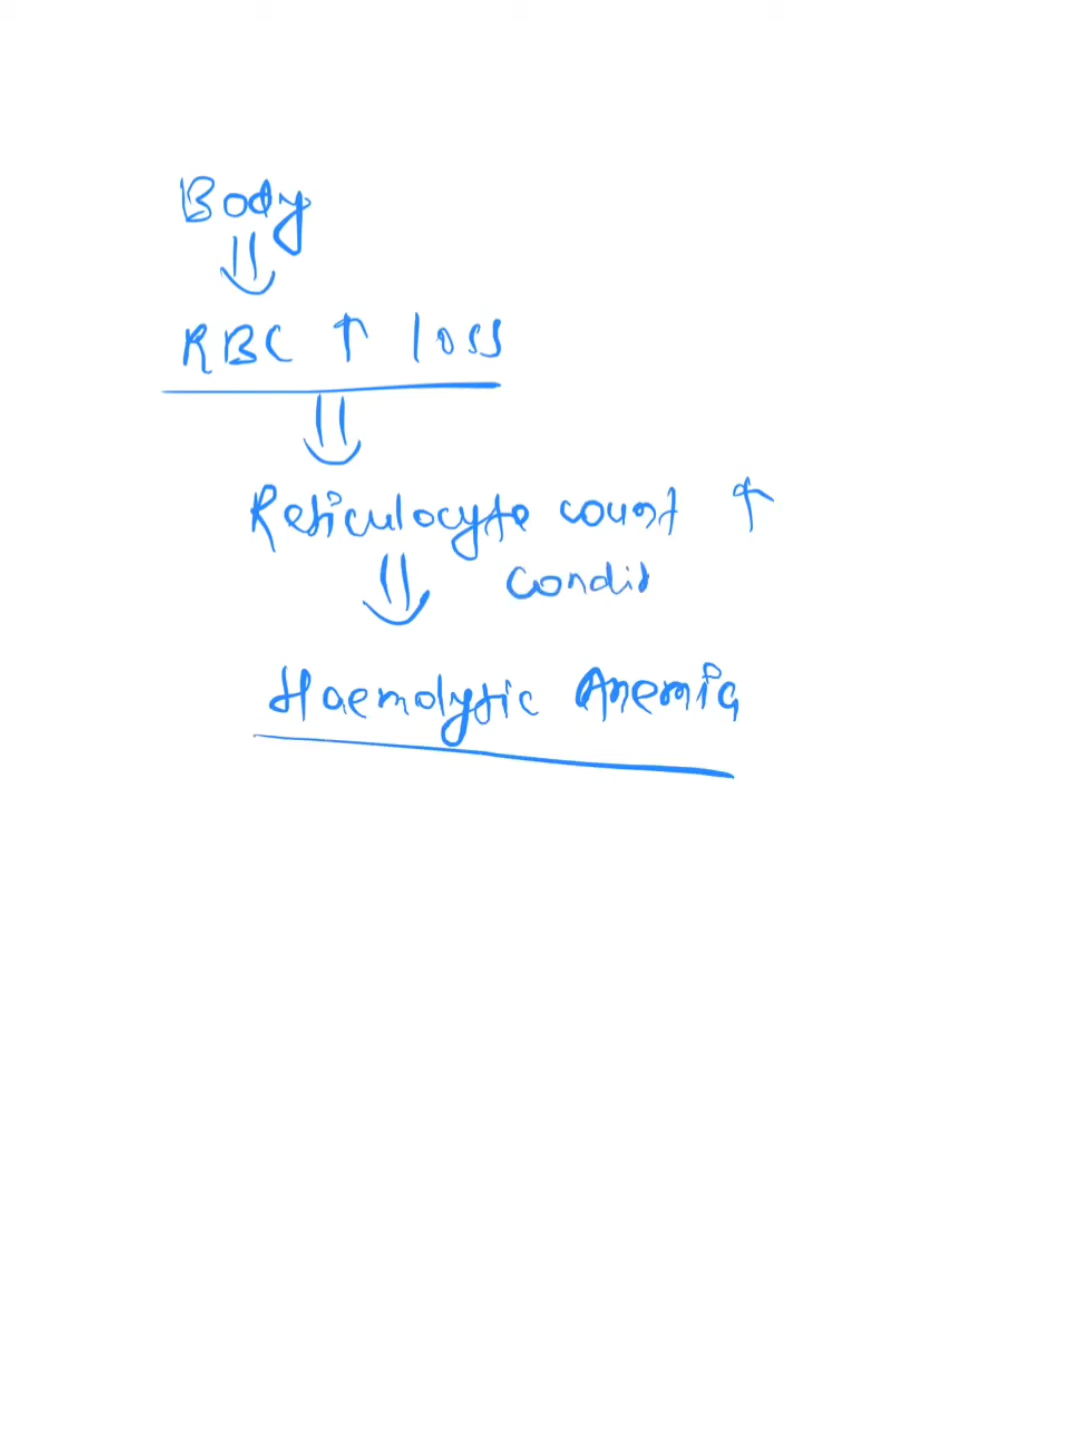 Body
RBC ↑ loss
Reticulocyte count ↑
Condit
Haemolytic Anemia